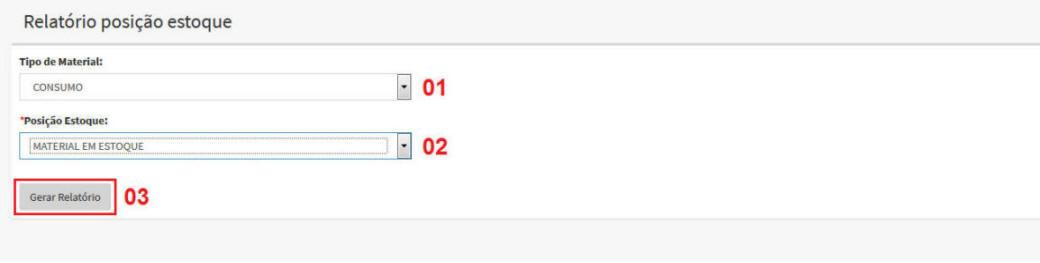 Relatório posição estoque
Tipo de Material:
CONSUMO 01
*Posição Estoque:
MATERIAL EM ESTOQUE 02
Gerar Relatório 03